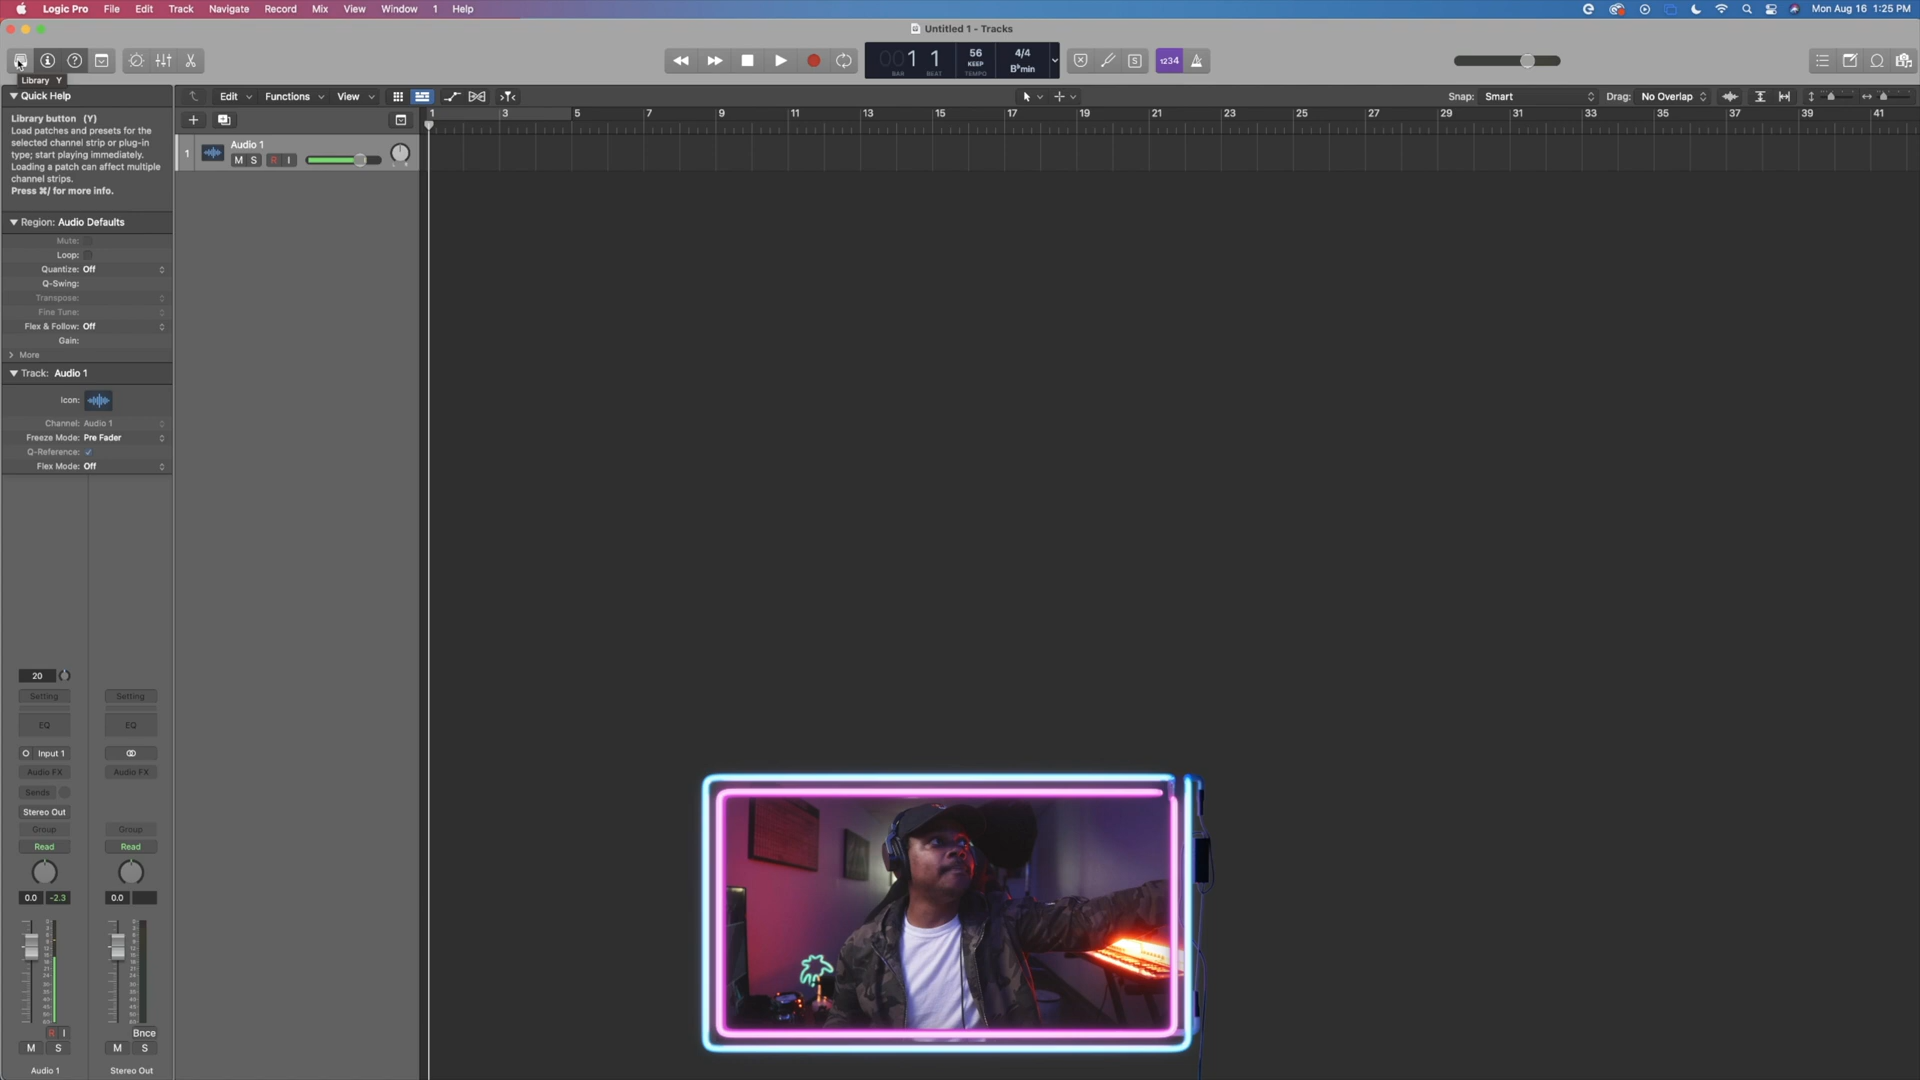 Logic Pro File Edit Track Navigate Record Mix View Window 1 Help Mon Aug 16 1:25 PM
Untitled 1 - Tracks
1 1 56 4/4
KEEP B♭min
BAR BEAT TEMPO
1234
Library Y
Quick Help
Edit Functions View Snap: Smart Drag: No Overlap
Library button (Y)
Load patches and presets for the
selected channel strip or plug-in
type; start playing immediately.
Loading a patch can affect multiple
channel strips.
Press ⌘/ for more info.
1 3 5 7 9 11 13 15 17 19 21 23 25 27 29 31 33 35 37 39 41
1 Audio 1
M S R I
Region: Audio Defaults
Mute:
Loop:
Quantize: Off
Q-Swing:
Transpose:
Fine Tune:
Flex & Follow: Off
Gain:
More
Track: Audio 1
Icon:
Channel: Audio 1
Freeze Mode: Pre Fader
Q-Reference:
Flex Mode: Off
20
Setting Setting
EQ EQ
Input 1
Audio FX Audio FX
Sends
Stereo Out
Group Group
Read Read
0.0 -2.3 0.0
R I Bnce
M S M S
Audio 1 Stereo Out